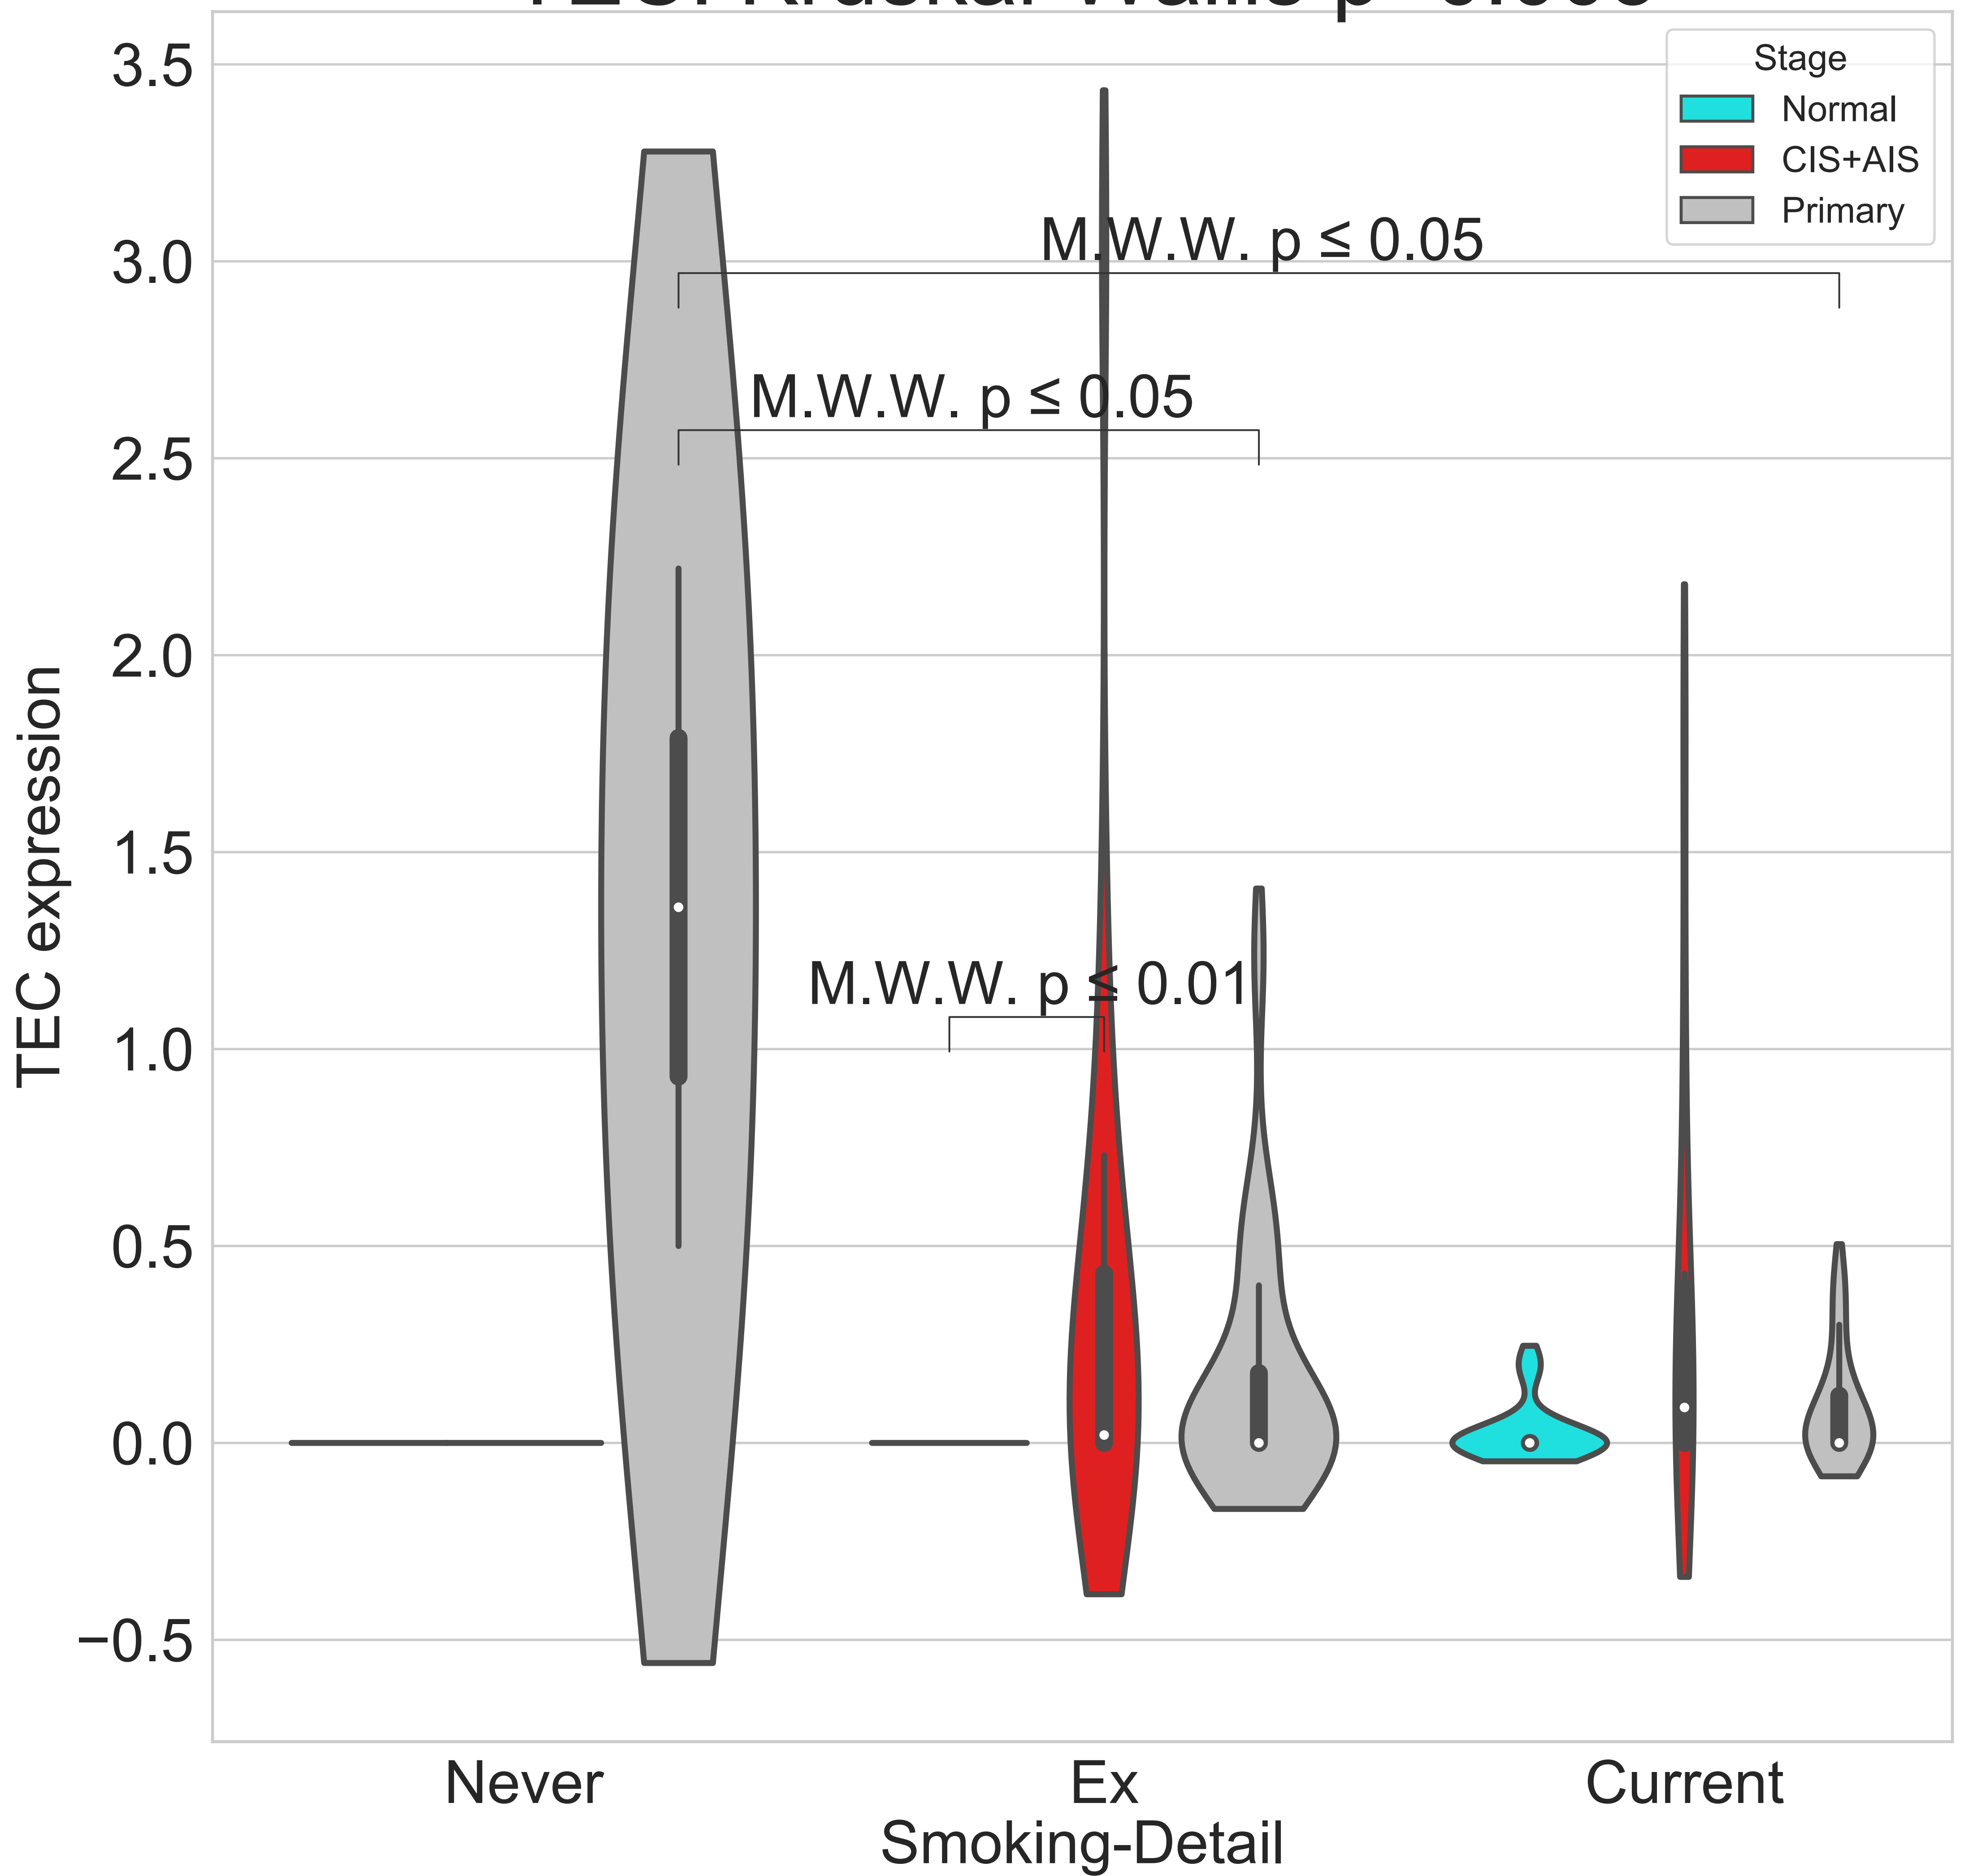 Stage
Normal
CIS+AIS
Primary
3.5
3.0
2.5
2.0
1.5
1.0
0.5
0.0
−0.5
TEC expression
M.W.W. p ≤ 0.05
M.W.W. p ≤ 0.05
M.W.W. p ≤ 0.01
Never
Ex
Current
Smoking-Detail